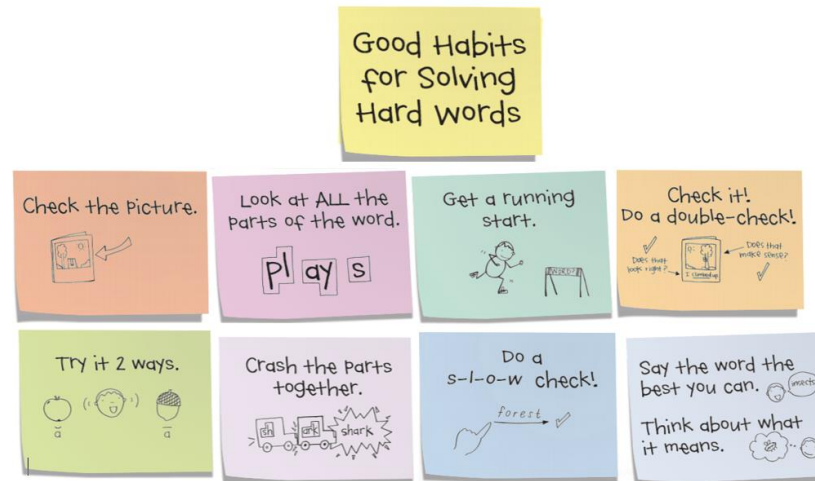 Good Habits
for Solving
Hard Words
Check the Picture.
Look at ALL the
parts of the word.
pl ay s
Get a running
start.
WORD?
Check it!
Do a double-check!
Does that
look right?
Does that
make sense?
I climbed up
Try it 2 ways.
ă
ā
Crash the parts
together.
sh
ark
shark
Do a
s-l-o-w check!
forest
Say the word the
best you can.
insects
Think about what
it means.